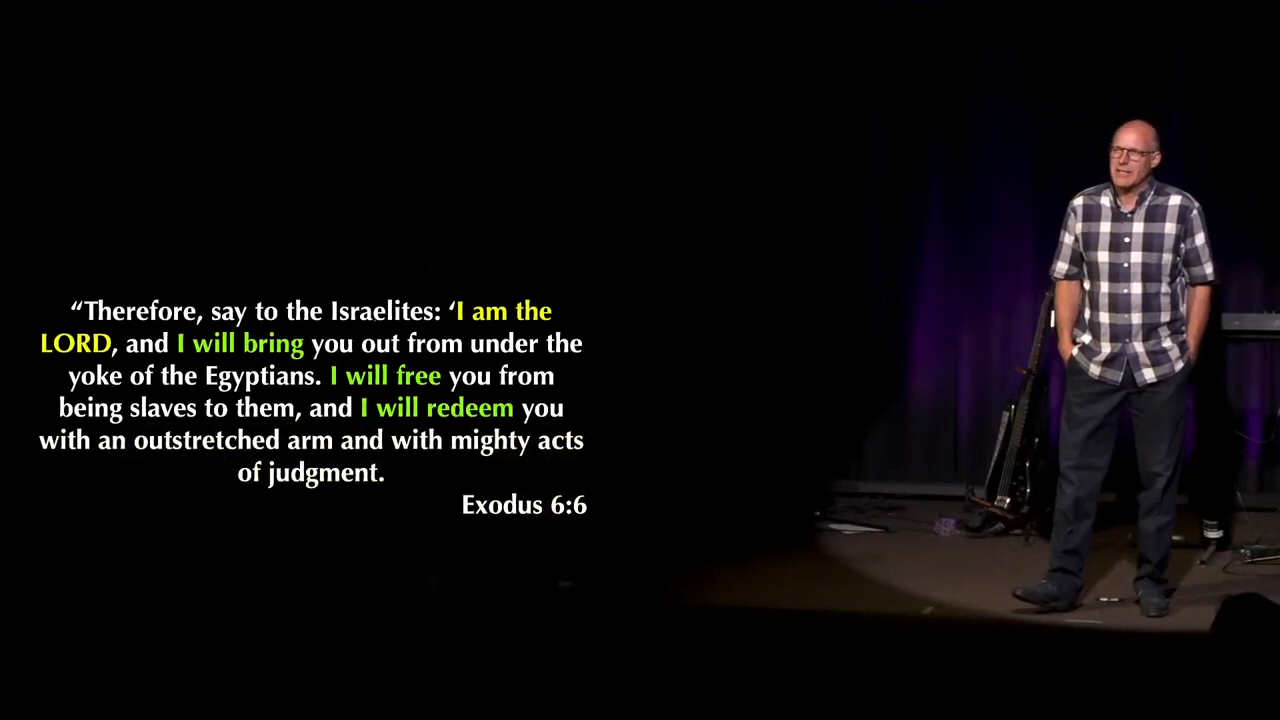 “Therefore, say to the Israelites: ‘I am the
LORD, and I will bring you out from under the
yoke of the Egyptians. I will free you from
being slaves to them, and I will redeem you
with an outstretched arm and with mighty acts
of judgment.
Exodus 6:6